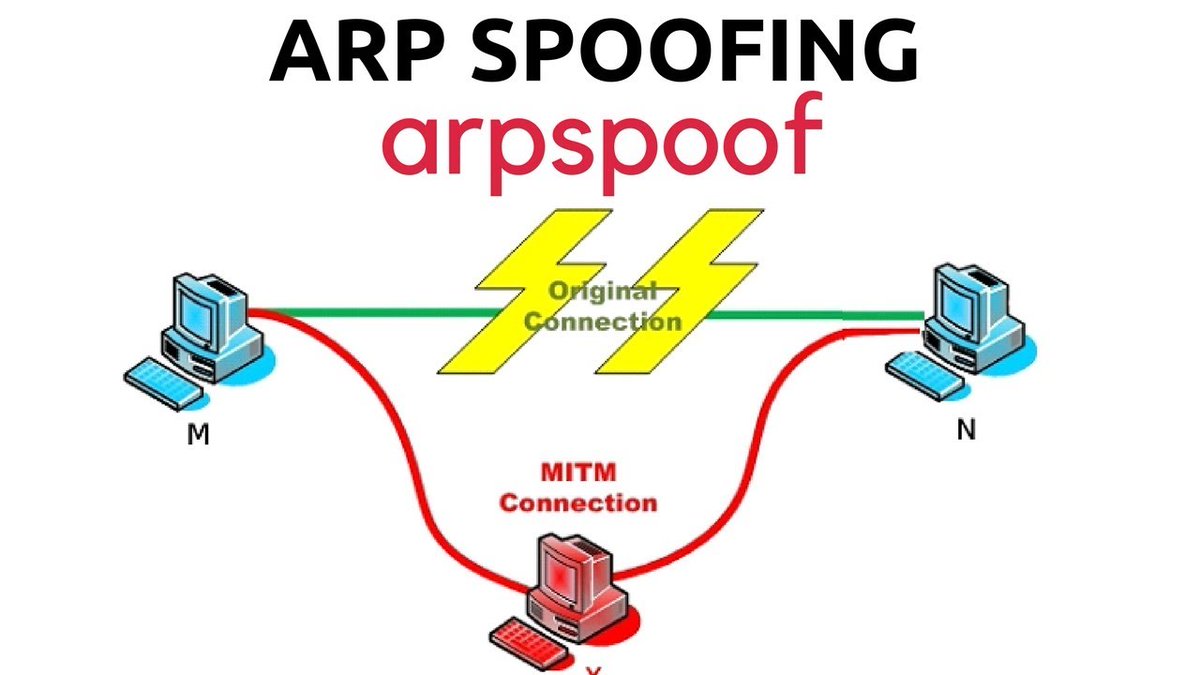 ARP SPOOFING
arpspoof
Original
Connection
M
N
MITM
Connection